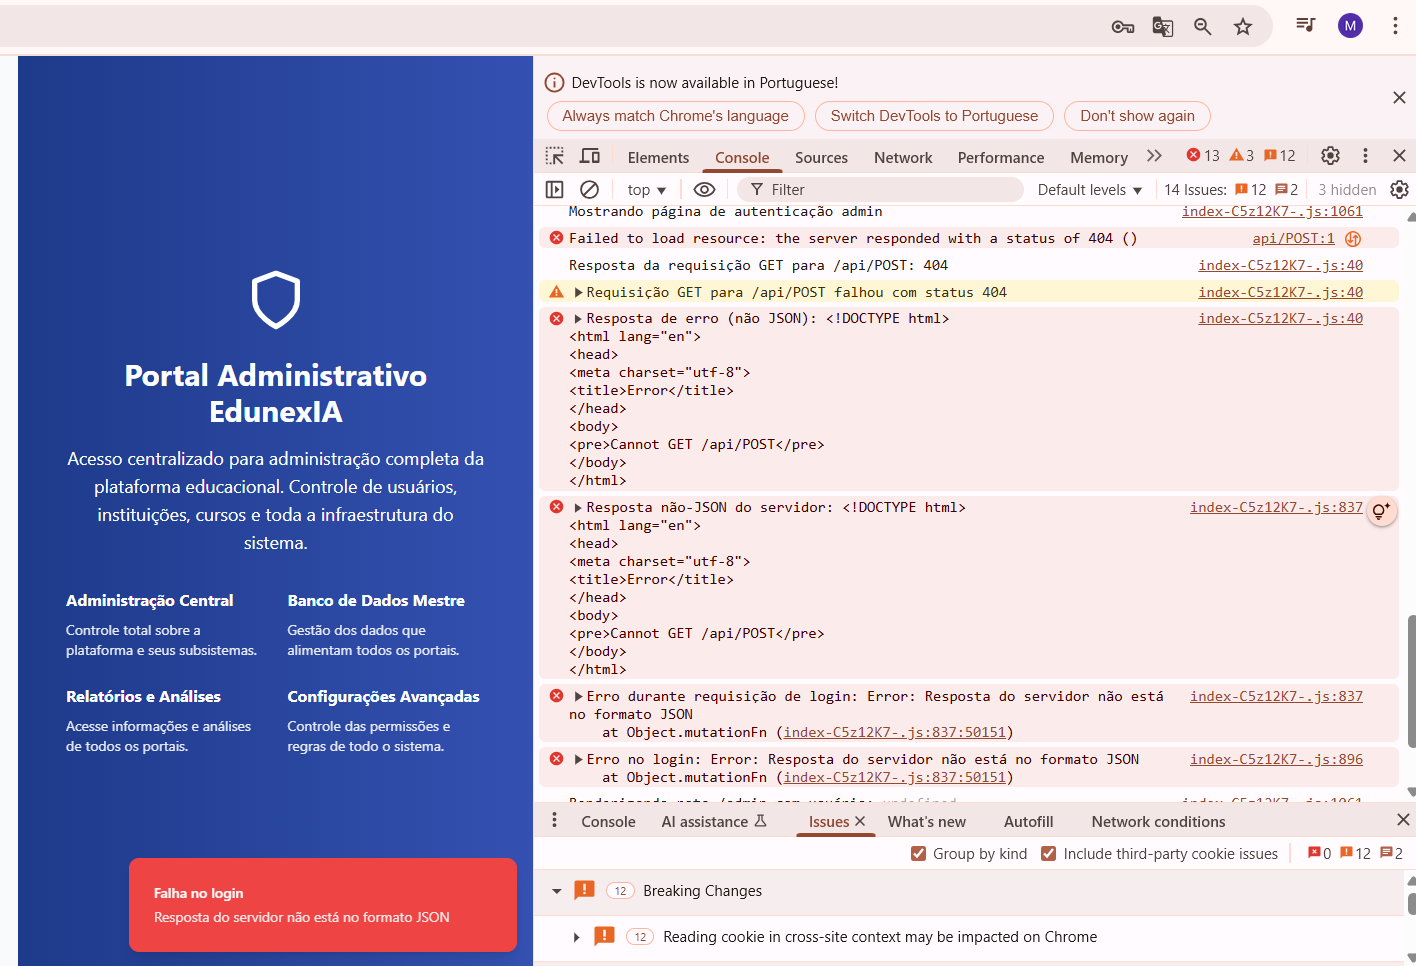 M
Portal Administrativo
EdunexIA
Acesso centralizado para administração completa da
plataforma educacional. Controle de usuários,
instituições, cursos e toda a infraestrutura do
sistema.
Administração Central
Controle total sobre a
plataforma e seus subsistemas.
Banco de Dados Mestre
Gestão dos dados que
alimentam todos os portais.
Relatórios e Análises
Acesse informações e análises
de todos os portais.
Configurações Avançadas
Controle das permissões e
regras de todo o sistema.
Falha no login
Resposta do servidor não está no formato JSON
DevTools is now available in Portuguese!
Always match Chrome's language Switch DevTools to Portuguese Don't show again
Elements Console Sources Network Performance Memory 13 3 12
top Filter Default levels 14 Issues: 12 2 3 hidden
Mostrando página de autenticação admin index-C5z12K7-.js:1061
Failed to load resource: the server responded with a status of 404 () api/POST:1
Resposta da requisição GET para /api/POST: 404 index-C5z12K7-.js:40
Requisição GET para /api/POST falhou com status 404 index-C5z12K7-.js:40
Resposta de erro (não JSON): <!DOCTYPE html> index-C5z12K7-.js:40
<html lang="en">
<head>
<meta charset="utf-8">
<title>Error</title>
</head>
<body>
<pre>Cannot GET /api/POST</pre>
</body>
</html>
Resposta não-JSON do servidor: <!DOCTYPE html> index-C5z12K7-.js:837
<html lang="en">
<head>
<meta charset="utf-8">
<title>Error</title>
</head>
<body>
<pre>Cannot GET /api/POST</pre>
</body>
</html>
Erro durante requisição de login: Error: Resposta do servidor não está index-C5z12K7-.js:837
no formato JSON
at Object.mutationFn (index-C5z12K7-.js:837:50151)
Erro no login: Error: Resposta do servidor não está no formato JSON index-C5z12K7-.js:896
at Object.mutationFn (index-C5z12K7-.js:837:50151)
Renderizando rota /admin com usuário: undefined index-C5z12K7-.js:1061
Console AI assistance Issues What's new Autofill Network conditions
Group by kind Include third-party cookie issues 0 12 2
12 Breaking Changes
12 Reading cookie in cross-site context may be impacted on Chrome